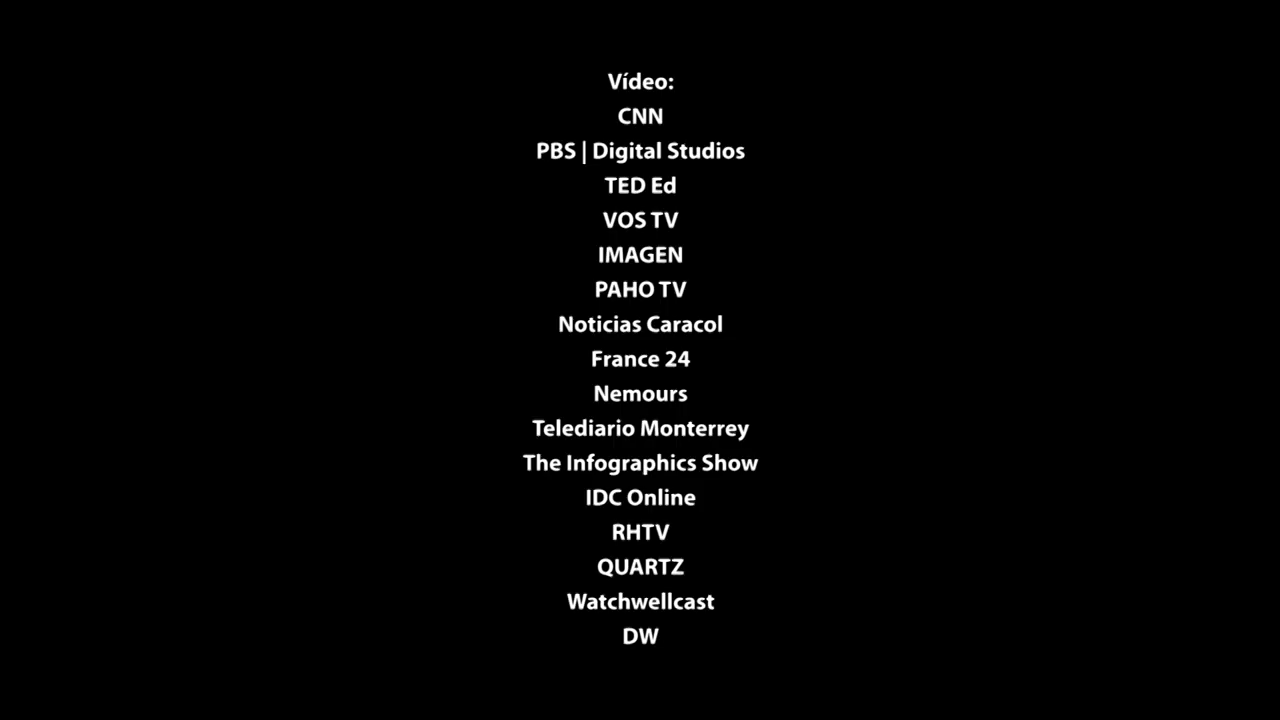 Vídeo:
CNN
PBS | Digital Studios
TED Ed
VOS TV
IMAGEN
PAHO TV
Noticias Caracol
France 24
Nemours
Telediario Monterrey
The Infographics Show
IDC Online
RHTV
QUARTZ
Watchwellcast
DW